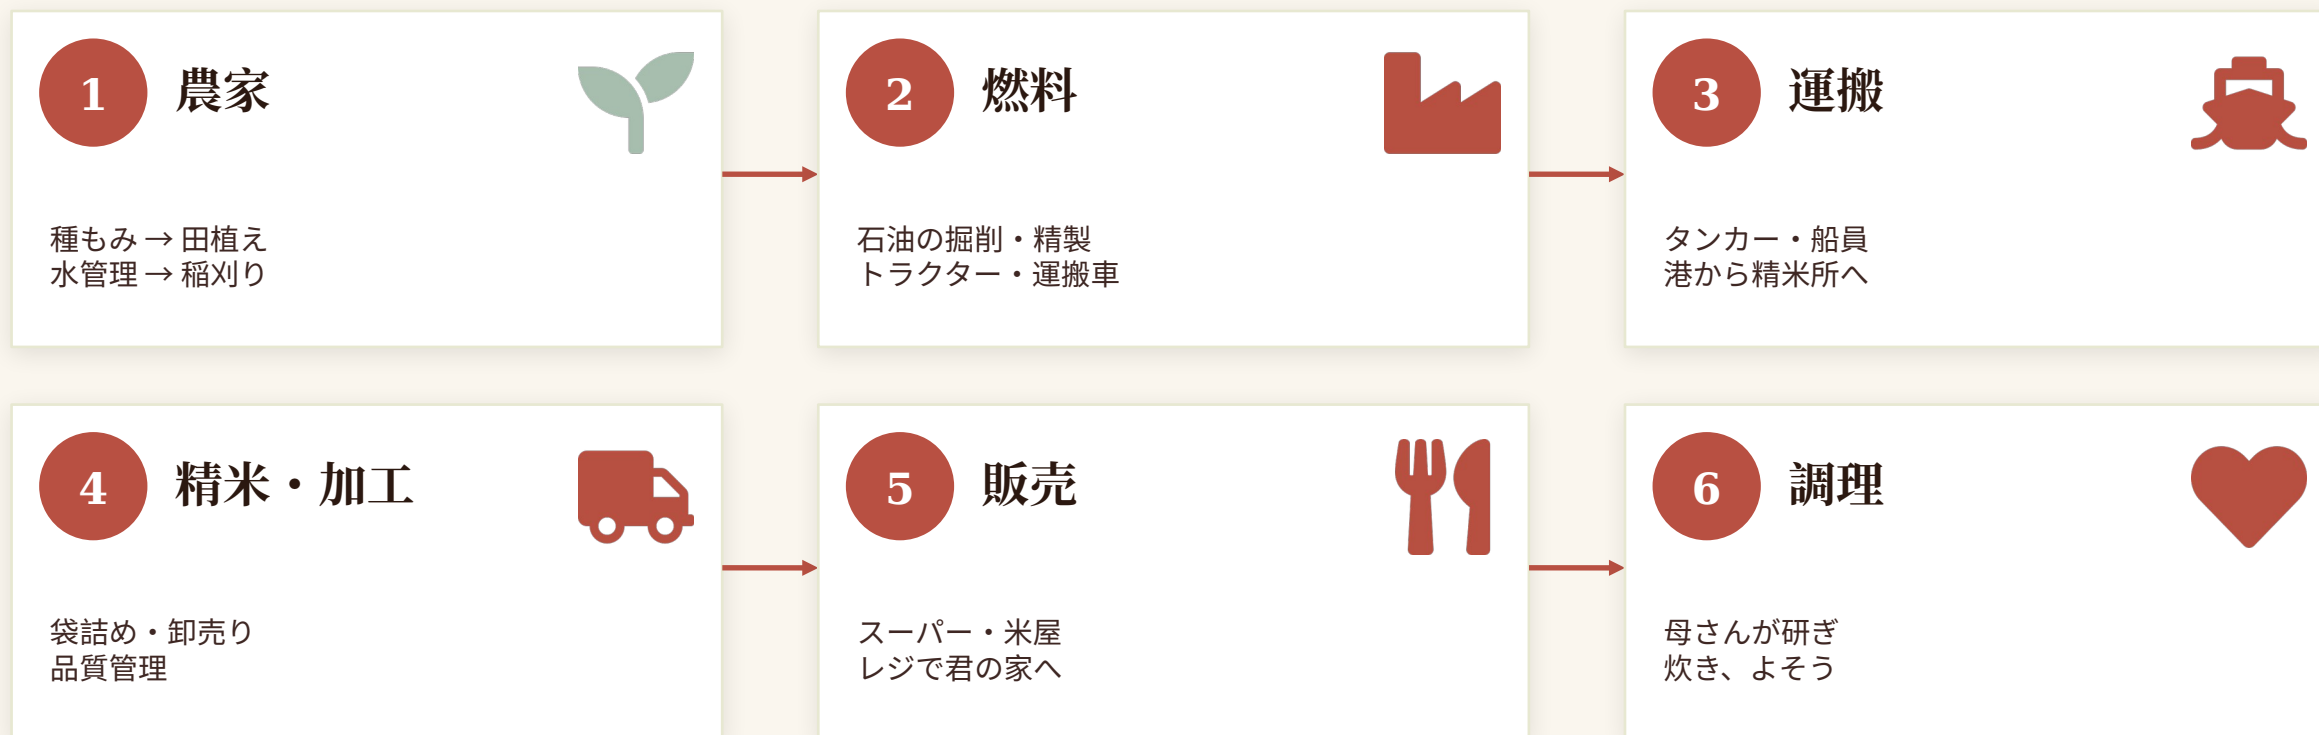 1 農家
種もみ → 田植え
水管理 → 稲刈り
2 燃料
石油の掘削・精製
トラクター・運搬車
3 運搬
タンカー・船員
港から精米所へ
4 精米・加工
袋詰め・卸売り
品質管理
5 販売
スーパー・米屋
レジで君の家へ
6 調理
母さんが研ぎ
炊き、よそう